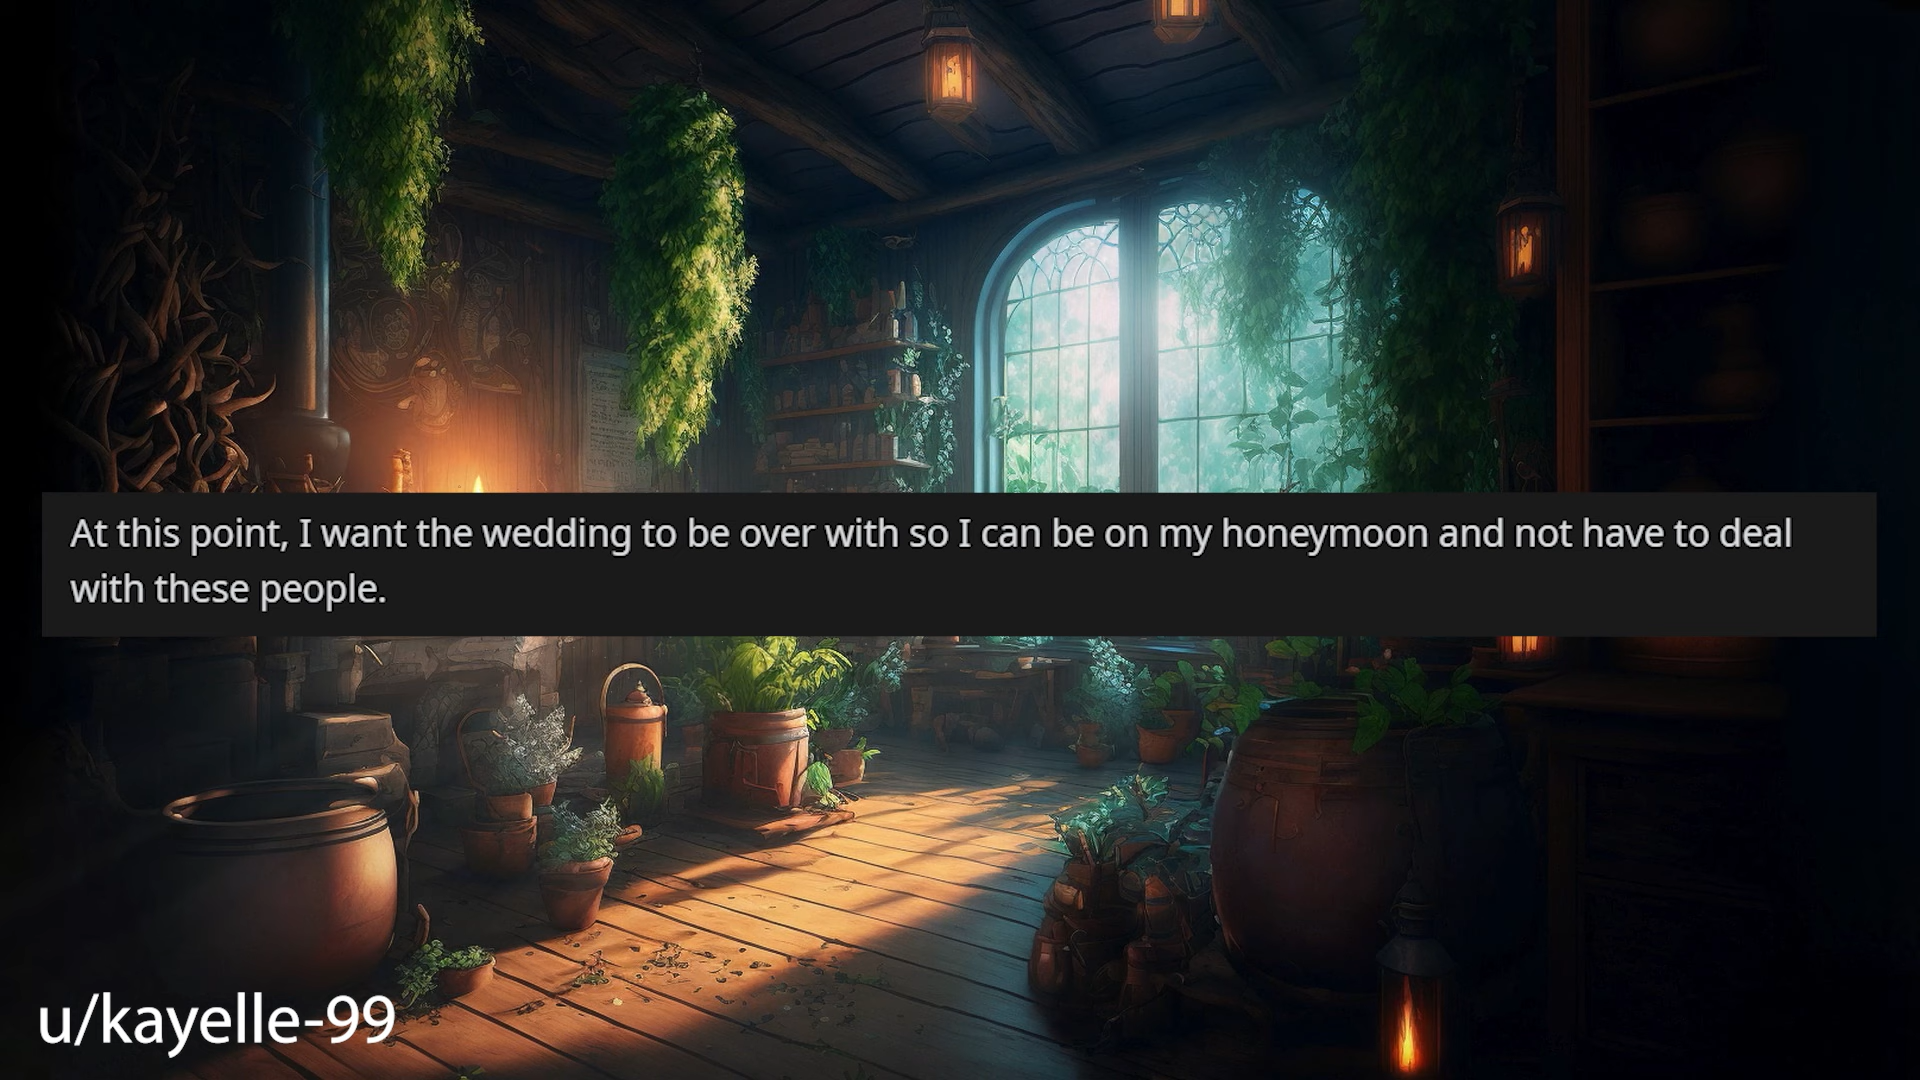 At this point, I want the wedding to be over with so I can be on my honeymoon and not have to deal
with these people.
u/kayelle-99